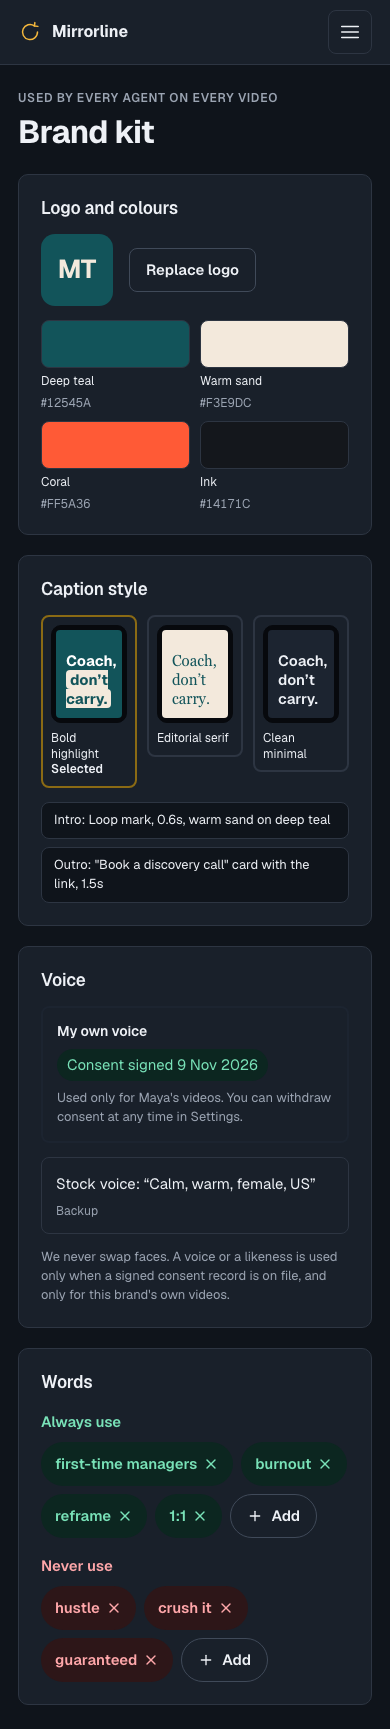 Mirrorline
USED BY EVERY AGENT ON EVERY VIDEO
Brand kit
Logo and colours
MT
Replace logo
Deep teal
#12545A
Warm sand
#F3E9DC
Coral
#FF5A36
Ink
#14171C
Caption style
Coach,
don’t
carry.
Bold
highlight
Selected
Coach,
don’t
carry.
Editorial serif
Coach,
don’t
carry.
Clean
minimal
Intro: Loop mark, 0.6s, warm sand on deep teal
Outro: "Book a discovery call" card with the
link, 1.5s
Voice
My own voice
Consent signed 9 Nov 2026
Used only for Maya's videos. You can withdraw
consent at any time in Settings.
Stock voice: “Calm, warm, female, US”
Backup
We never swap faces. A voice or a likeness is used
only when a signed consent record is on file, and
only for this brand's own videos.
Words
Always use
first-time managers ×
burnout ×
reframe ×
1:1 ×
+ Add
Never use
hustle ×
crush it ×
guaranteed ×
+ Add